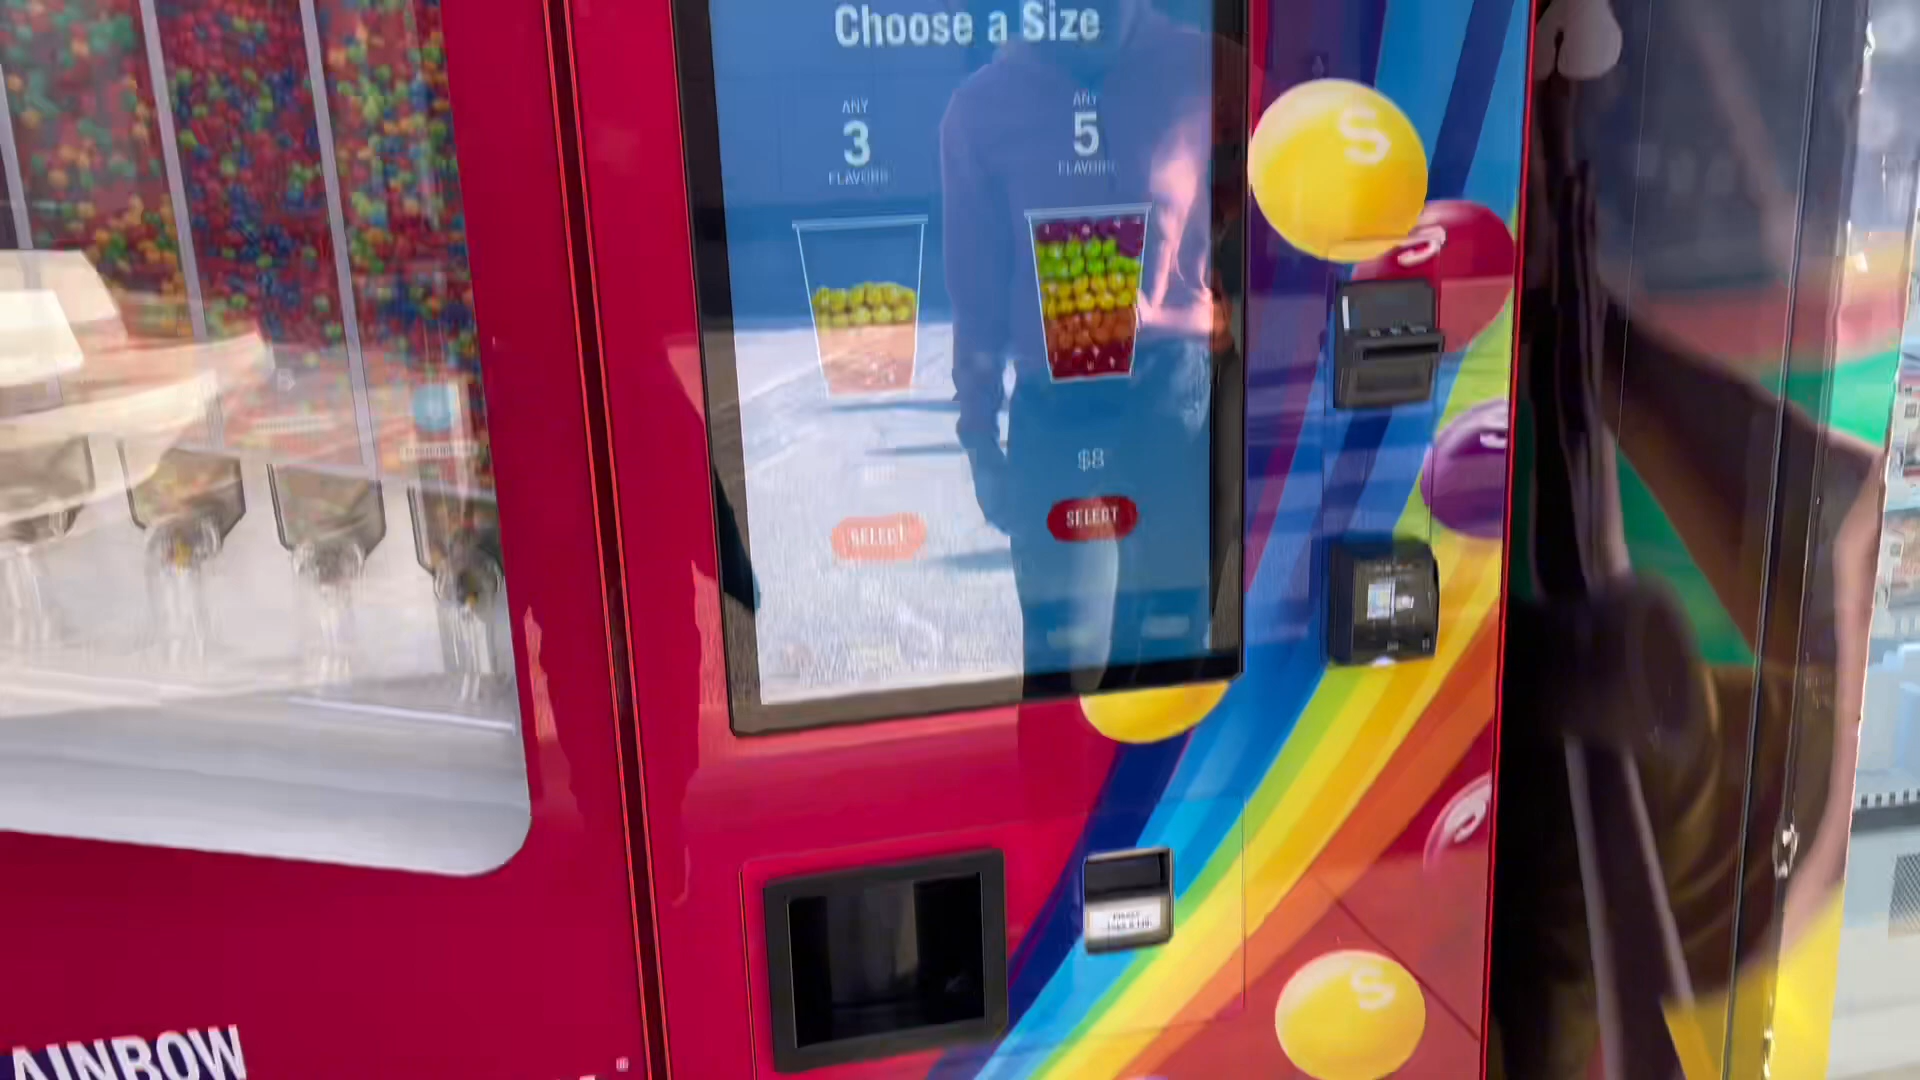 Choose a Size
ANY
3
FLAVORS
ANY
5
FLAVORS
$8
SELECT
SELECT
S
S
S
S
AINBOW